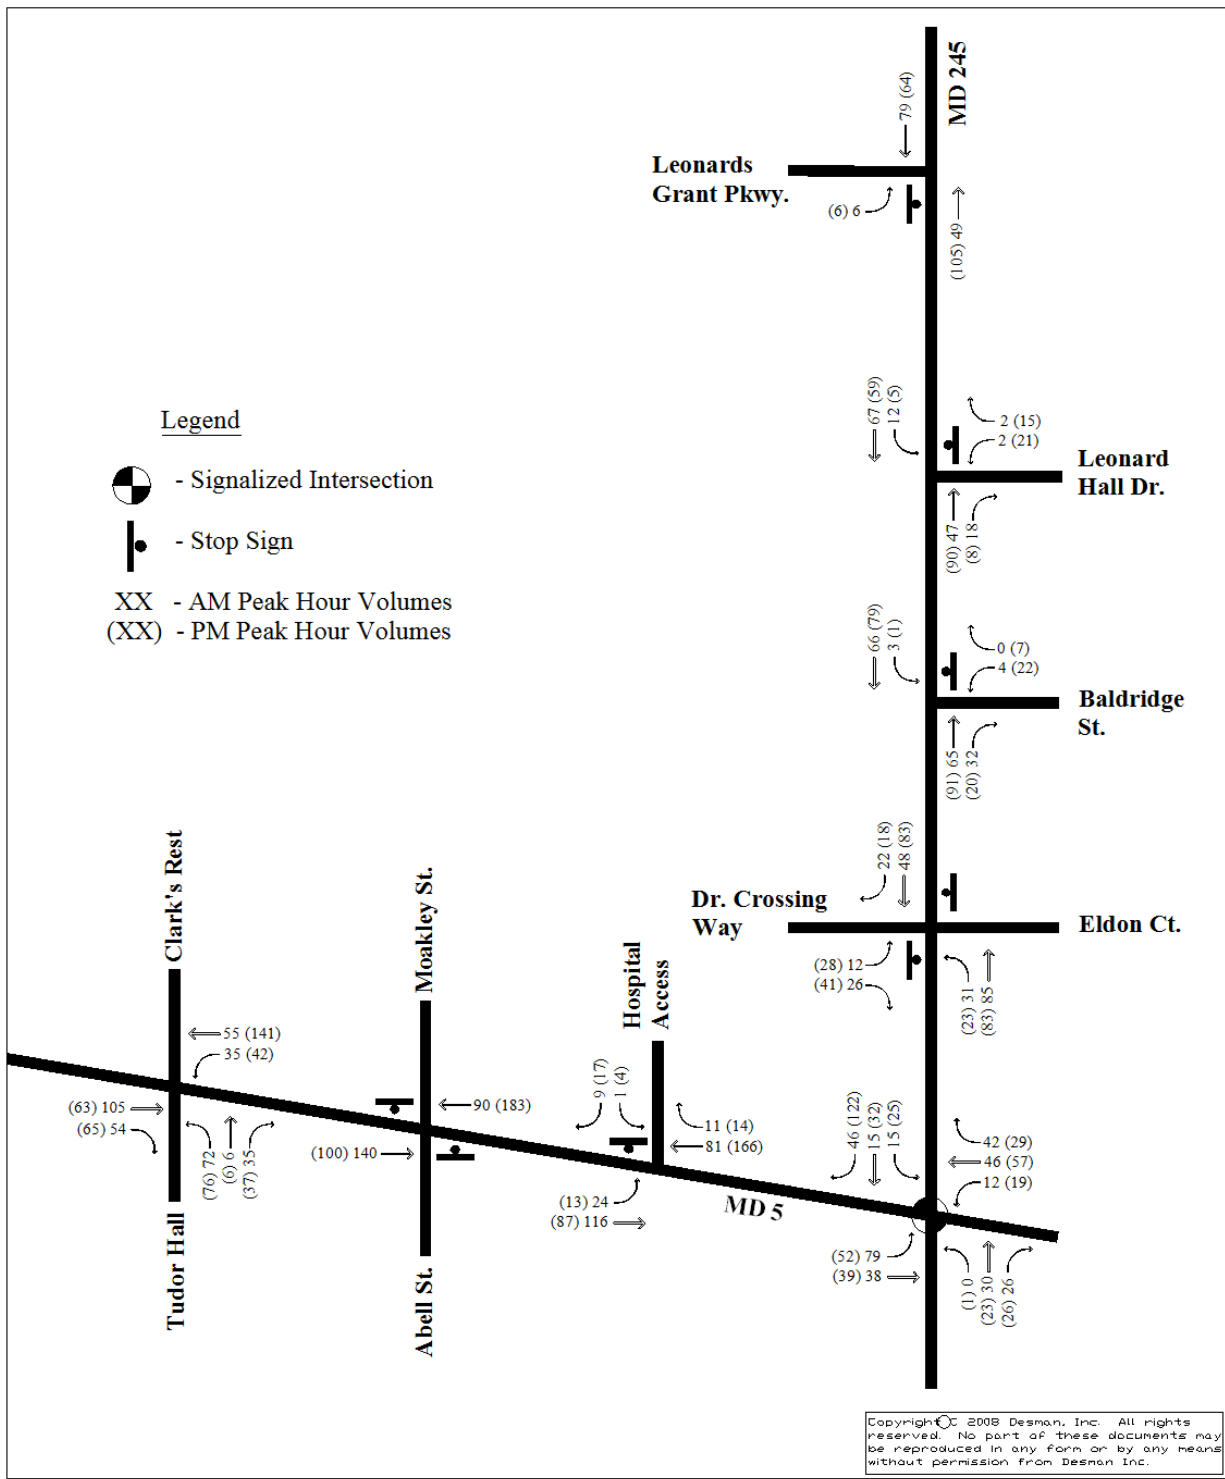 MD 245
79 (64)
Leonards
Grant Pkwy.
(6) 6
(105) 49
Legend
- Signalized Intersection
- Stop Sign
XX - AM Peak Hour Volumes
(XX) - PM Peak Hour Volumes
67 (59)
12 (5)
2 (15)
2 (21)
Leonard
Hall Dr.
(90) 47
(8) 18
66 (79)
3 (1)
0 (7)
4 (22)
Baldridge
St.
(91) 65
(20) 32
22 (18)
48 (83)
Dr. Crossing
Way
Eldon Ct.
(28) 12
(41) 26
(23) 31
(83) 85
Clark's Rest
55 (141)
35 (42)
(63) 105
(65) 54
(76) 72
(6) 6
(37) 35
Tudor Hall
Moakley St.
90 (183)
(100) 140
Abell St.
Hospital
Access
9 (17)
1 (4)
11 (14)
81 (166)
(13) 24
(87) 116
MD 5
46 (122)
15 (32)
15 (25)
42 (29)
46 (57)
12 (19)
(52) 79
(39) 38
(1) 0
(23) 30
(26) 26
Copyright C 2008 Desman, Inc. All rights
reserved. No part of these documents may
be reproduced in any form or by any means
without permission from Desman Inc.